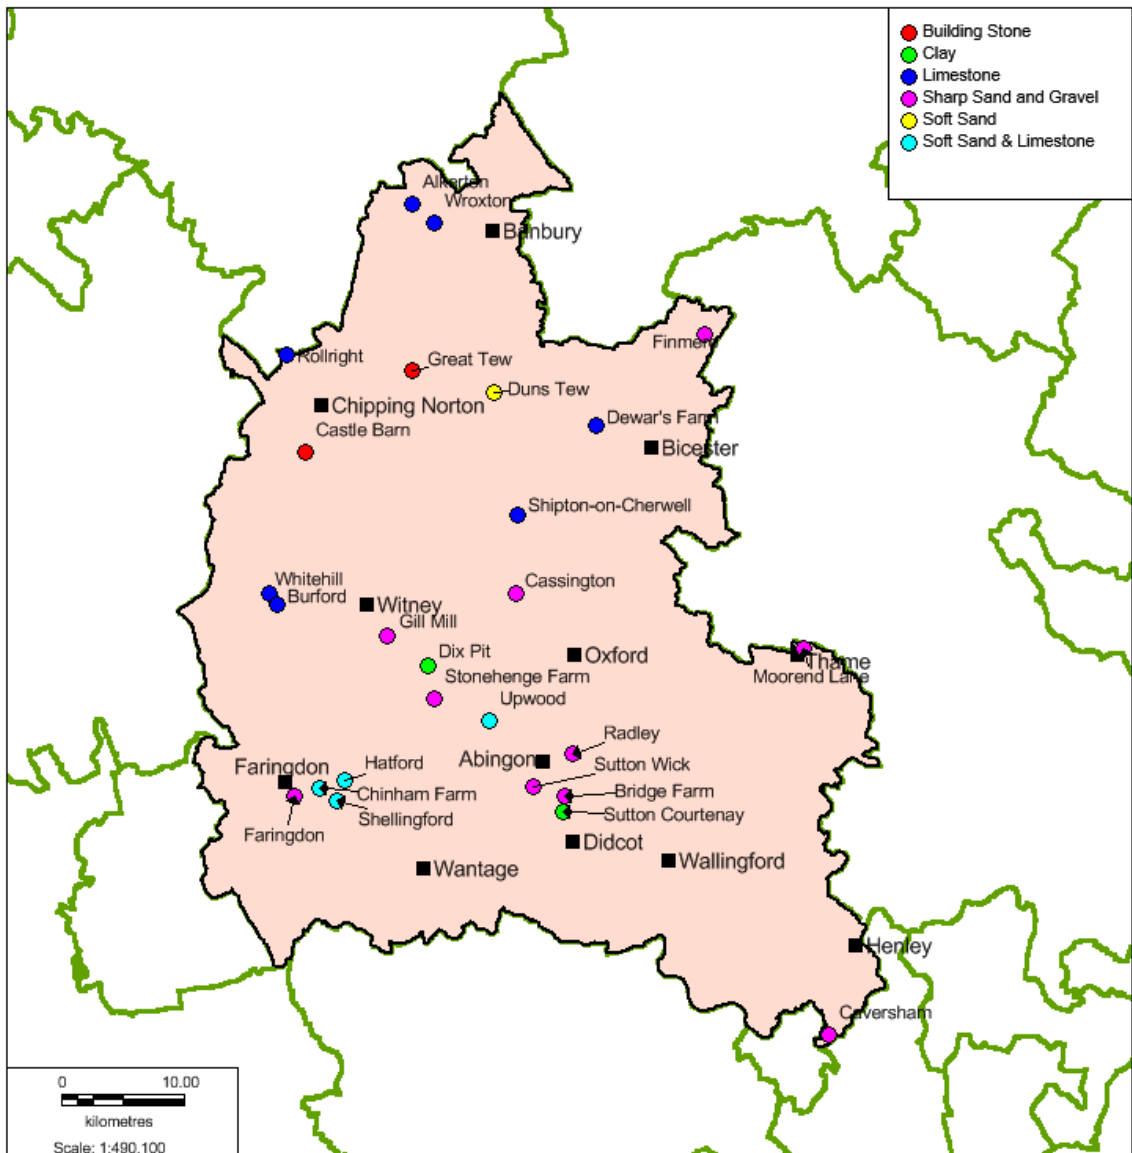 Building Stone
Clay
Limestone
Sharp Sand and Gravel
Soft Sand
Soft Sand & Limestone
Alkerton
Wroxton
Banbury
Finmere
Rollright
Great Tew
Duns Tew
Chipping Norton
Dewar's Farm
Castle Barn
Bicester
Shipton-on-Cherwell
Whitehill
Cassington
Burford
Witney
Gill Mill
Dix Pit
Oxford
Thame
Stonehenge Farm
Moorend Lane
Upwood
Radley
Abingon
Hatford
Sutton Wick
Faringdon
Chinham Farm
Bridge Farm
Shellingford
Sutton Courtenay
Faringdon
Didcot
Wallingford
Wantage
Henley
Caversham
0 10.00
kilometres
Scale: 1:490,100